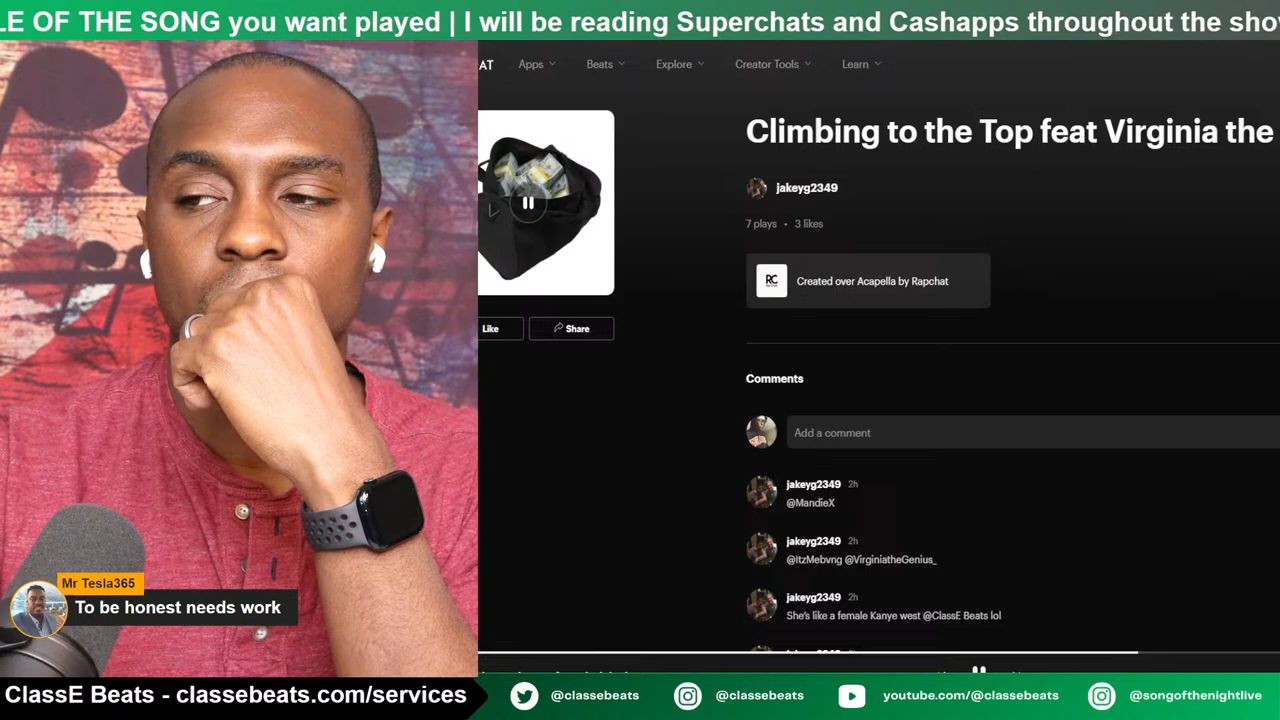 LE OF THE SONG you want played | I will be reading Superchats and Cashapps throughout the sho
AT
Apps
Beats
Explore
Creator Tools
Learn
Climbing to the Top feat Virginia the
jakeyg2349
7 plays • 3 likes
RC
Created over Acapella by Rapchat
Like
Share
Comments
Add a comment
jakeyg2349 2h
@MandieX
jakeyg2349 2h
@ItzMebvng @VirginiatheGenius_
jakeyg2349 2h
She's like a female Kanye west @ClassE Beats lol
Mr Tesla365
To be honest needs work
ClassE Beats - classebeats.com/services
@classebeats
@classebeats
youtube.com/@classebeats
@songofthenightlive